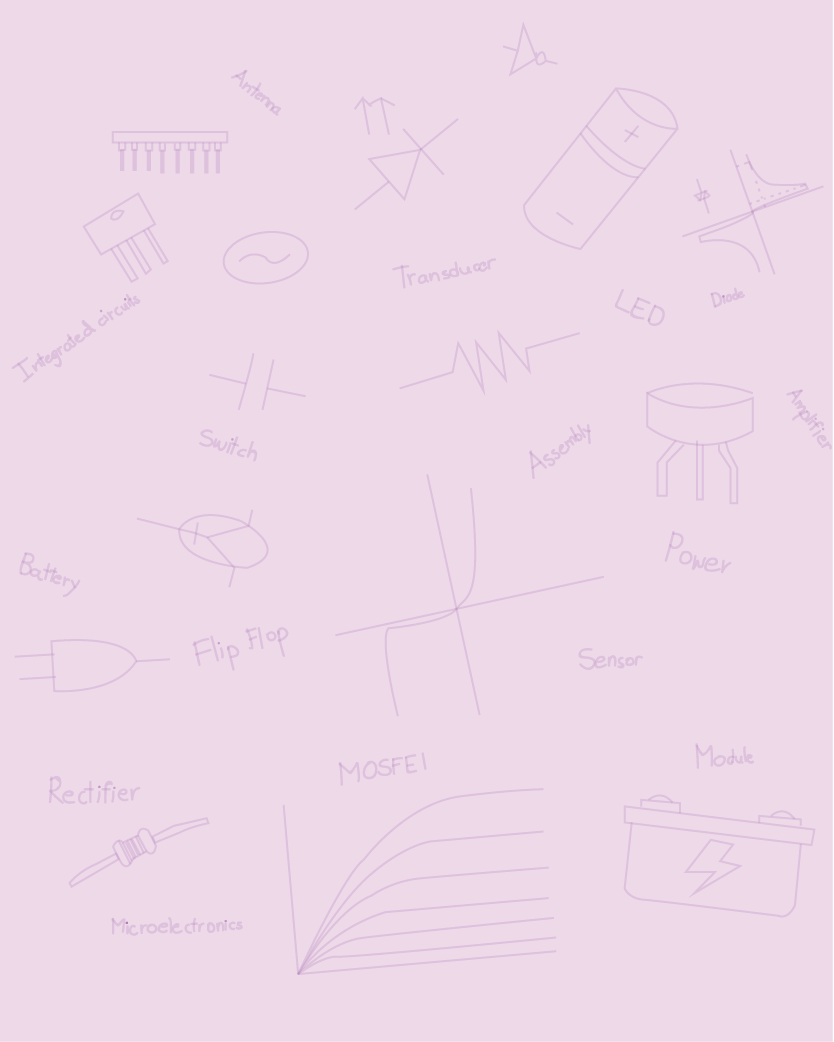 Antenna
Transducer
LED
Diode
Integrated circuits
Amplifier
Switch
Assembly
Power
Battery
Flip Flop
Sensor
Module
MOSFET
Rectifier
Microelectronics